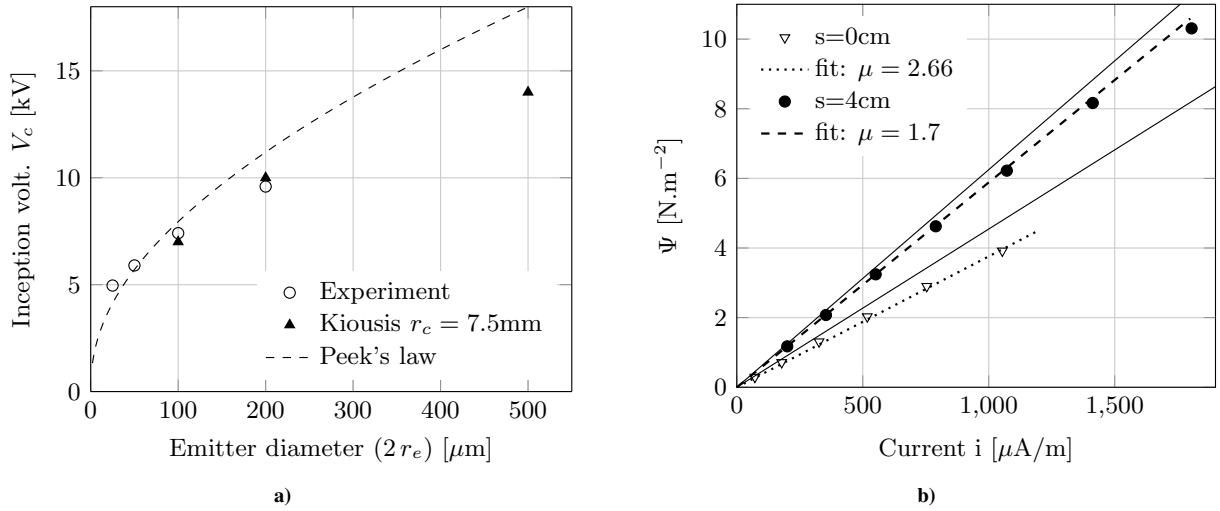 15
10
5
0
Inception volt. V_c [kV]
Experiment
Kiousis r_c = 7.5mm
Peek's law
0 100 200 300 400 500
Emitter diameter (2 r_e) [μm]
a)
10
8
6
4
2
0
Ψ [N.m⁻²]
s=0cm
fit: μ = 2.66
s=4cm
fit: μ = 1.7
0 500 1,000 1,500
Current i [μA/m]
b)